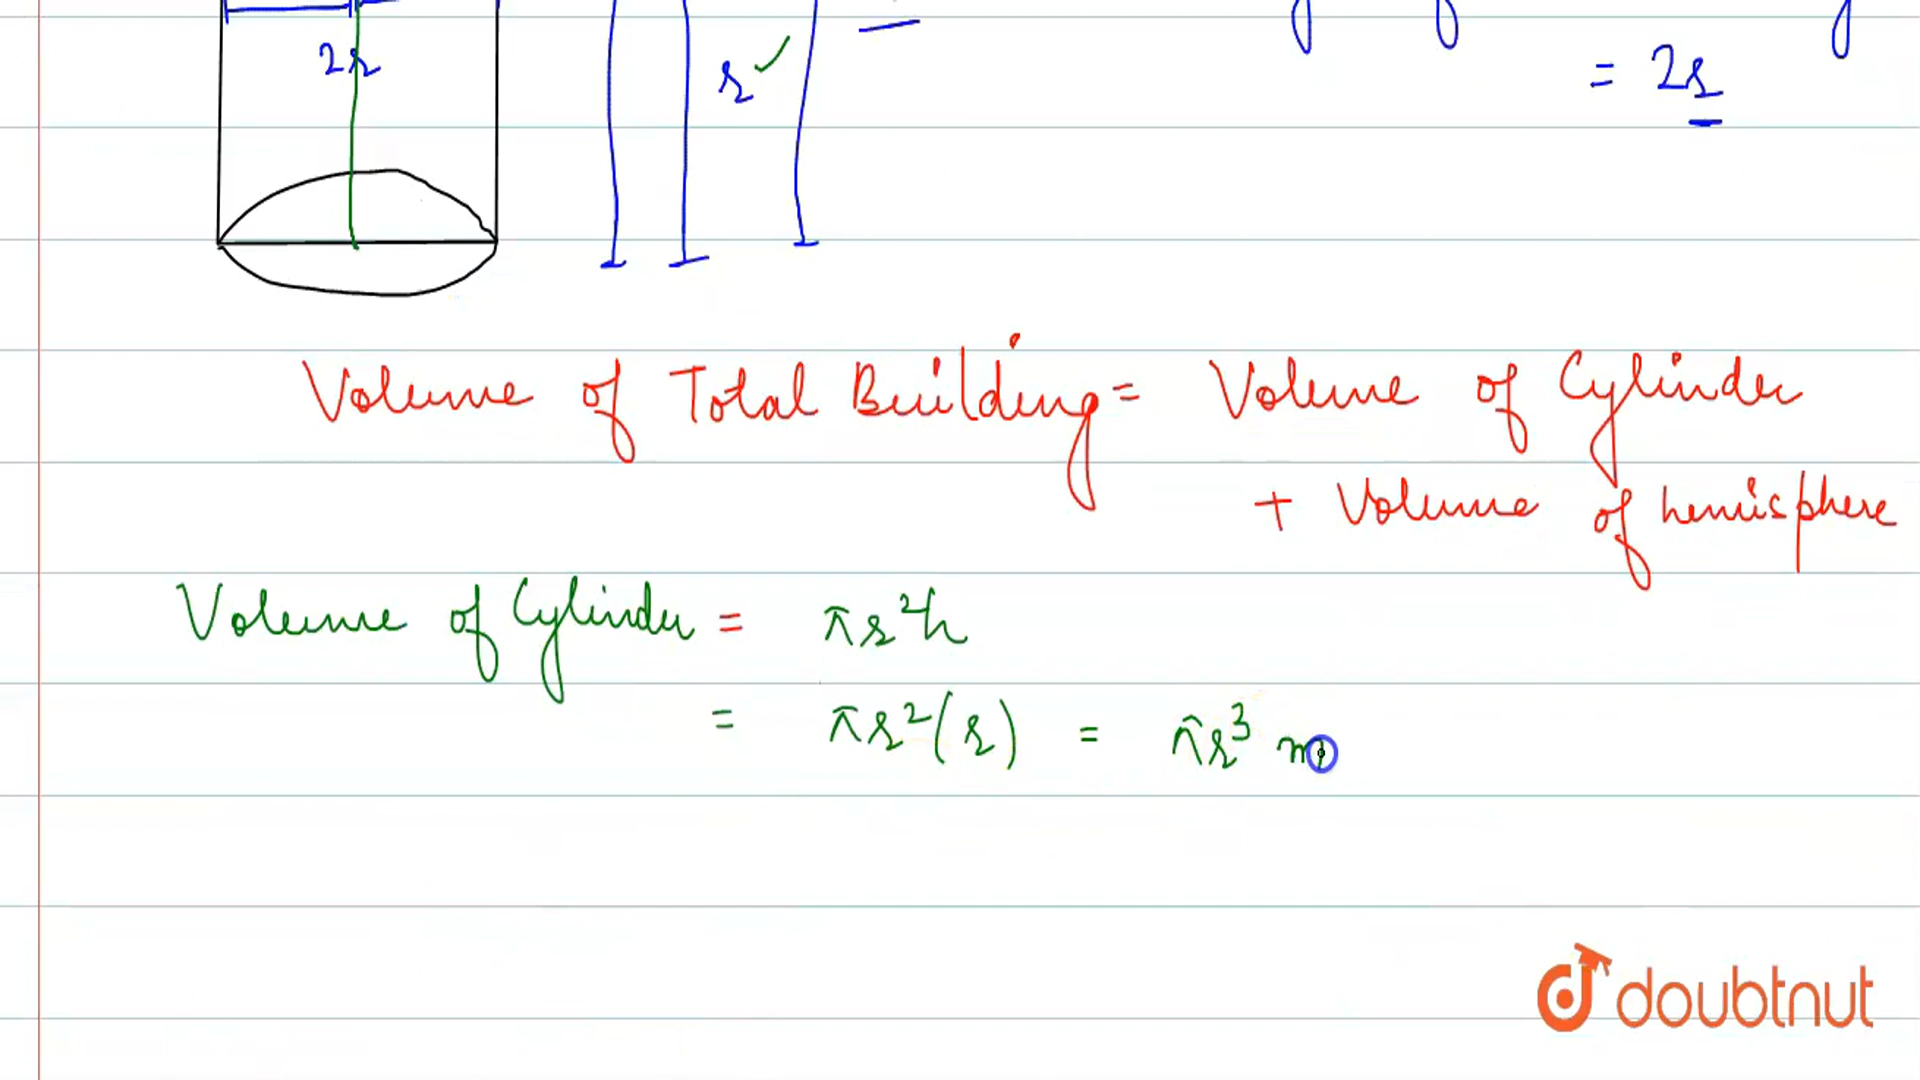 2r
r ✓
= 2r
Volume of Total Building = Volume of Cylinder
+ Volume of hemisphere
Volume of Cylinder = πr²h
= πr²(r) = πr³ m
doubtnut